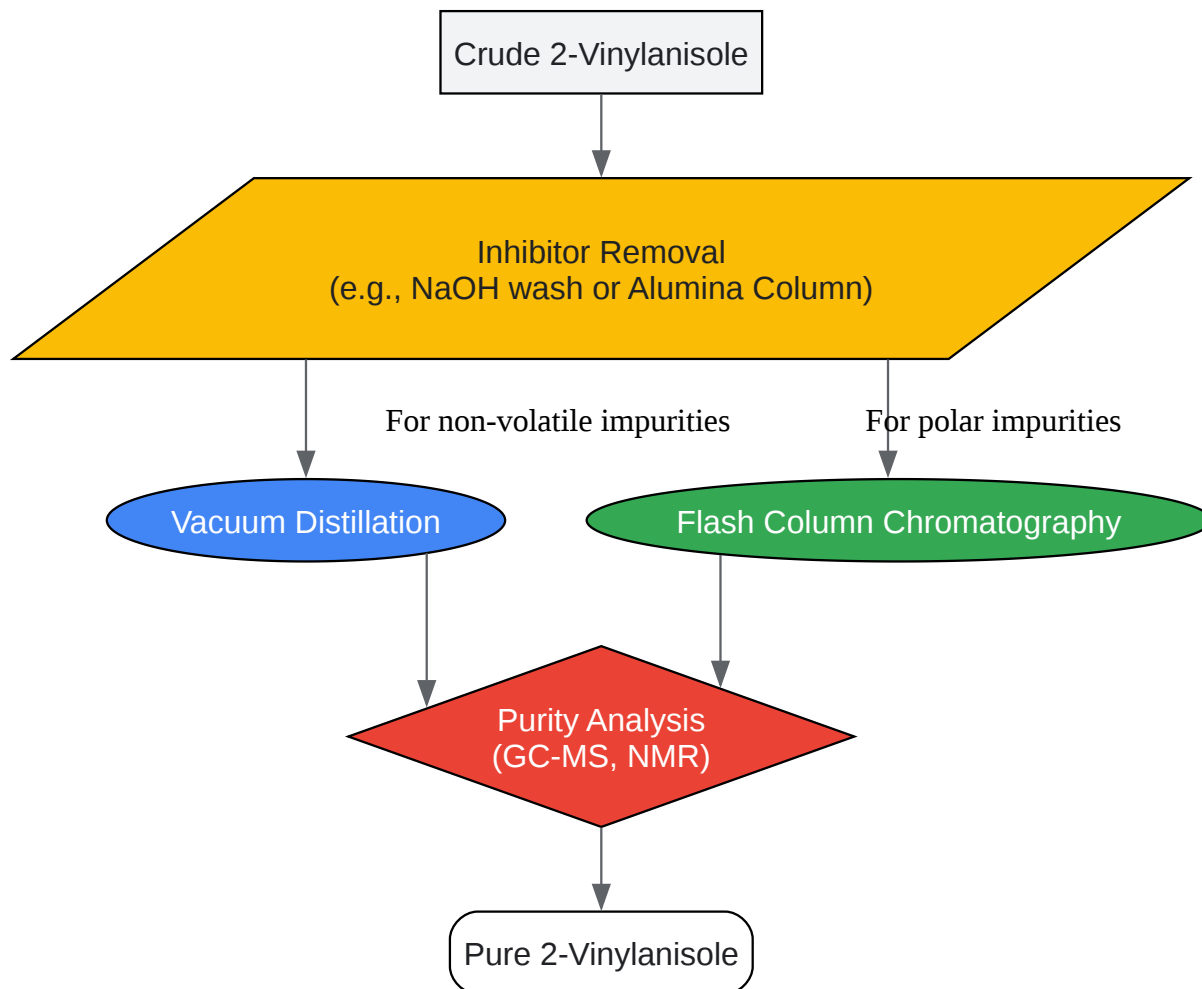 Crude 2-Vinylanisole
Inhibitor Removal
(e.g., NaOH wash or Alumina Column)
For non-volatile impurities
For polar impurities
Vacuum Distillation
Flash Column Chromatography
Purity Analysis
(GC-MS, NMR)
Pure 2-Vinylanisole